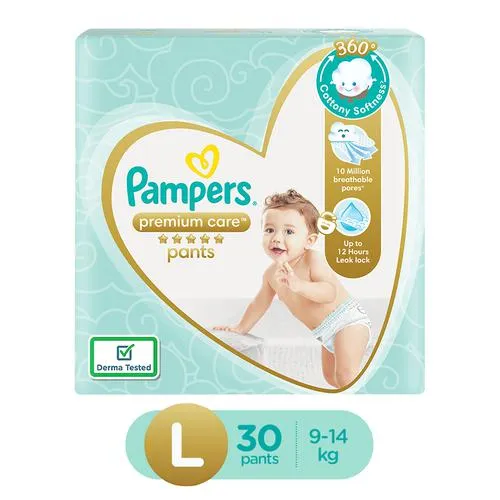 360°
Cottony Softness*
Pampers®
premium care™
pants
10 Million
breathable
pores*
Up to
12 Hours
Leak lock
Derma Tested
L
30
pants
9-14
kg